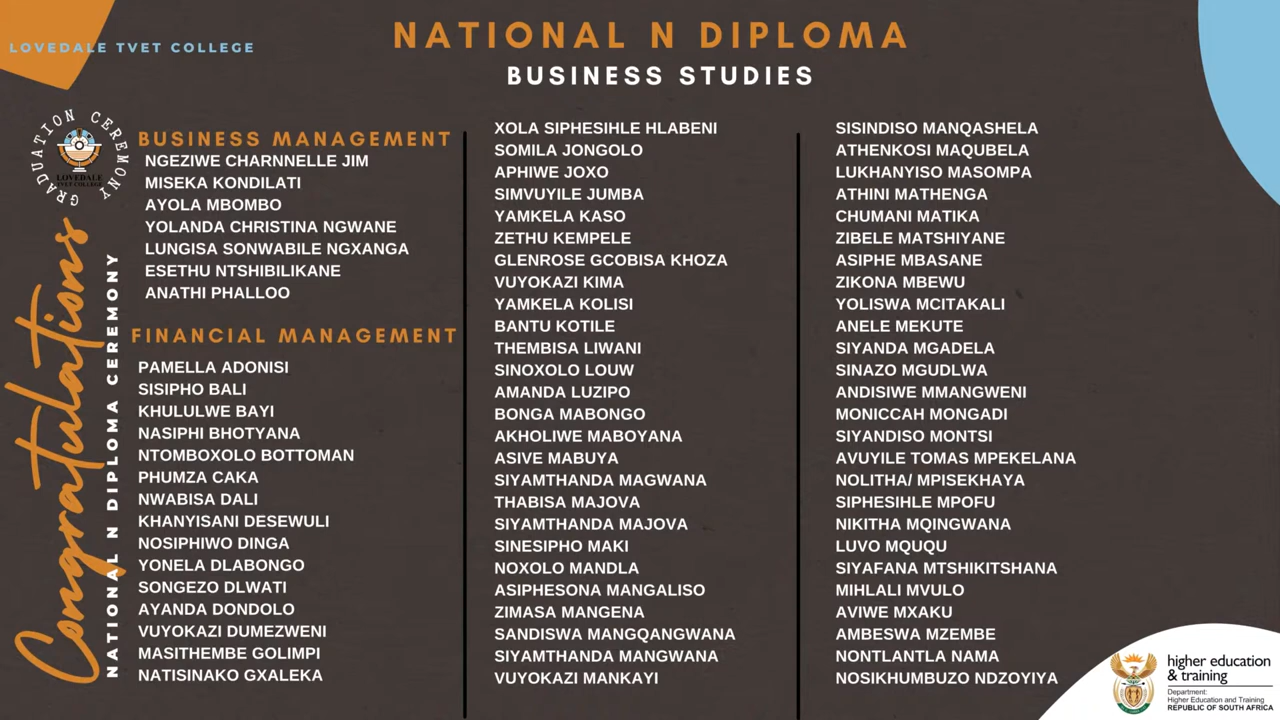 LOVEDALE TVET COLLEGE
NATIONAL N DIPLOMA
BUSINESS STUDIES
GRADUATION CEREMONY
LOVEDALE
TVET COLLEGE
Congratulations
NATIONAL N DIPLOMA CEREMONY
BUSINESS MANAGEMENT
NGEZIWE CHARNNELLE JIM
MISEKA KONDILATI
AYOLA MBOMBO
YOLANDA CHRISTINA NGWANE
LUNGISA SONWABILE NGXANGA
ESETHU NTSHIBILIKANE
ANATHI PHALLOO
FINANCIAL MANAGEMENT
PAMELLA ADONISI
SISIPHO BALI
KHULULWE BAYI
NASIPHI BHOTYANA
NTOMBOXOLO BOTTOMAN
PHUMZA CAKA
NWABISA DALI
KHANYISANI DESEWULI
NOSIPHIWO DINGA
YONELA DLABONGO
SONGEZO DLWATI
AYANDA DONDOLO
VUYOKAZI DUMEZWENI
MASITHEMBE GOLIMPI
NATISINAKO GXALEKA
XOLA SIPHESIHLE HLABENI
SOMILA JONGOLO
APHIWE JOXO
SIMVUYILE JUMBA
YAMKELA KASO
ZETHU KEMPELE
GLENROSE GCOBISA KHOZA
VUYOKAZI KIMA
YAMKELA KOLISI
BANTU KOTILE
THEMBISA LIWANI
SINOXOLO LOUW
AMANDA LUZIPO
BONGA MABONGO
AKHOLIWE MABOYANA
ASIVE MABUYA
SIYAMTHANDA MAGWANA
THABISA MAJOVA
SIYAMTHANDA MAJOVA
SINESIPHO MAKI
NOXOLO MANDLA
ASIPHESONA MANGALISO
ZIMASA MANGENA
SANDISWA MANGQANGWANA
SIYAMTHANDA MANGWANA
VUYOKAZI MANKAYI
SISINDISO MANQASHELA
ATHENKOSI MAQUBELA
LUKHANYISO MASOMPA
ATHINI MATHENGA
CHUMANI MATIKA
ZIBELE MATSHIYANE
ASIPHE MBASANE
ZIKONA MBEWU
YOLISWA MCITAKALI
ANELE MEKUTE
SIYANDA MGADELA
SINAZO MGUDLWA
ANDISIWE MMANGWENI
MONICCAH MONGADI
SIYANDISO MONTSI
AVUYILE TOMAS MPEKELANA
NOLITHA/ MPISEKHAYA
SIPHESIHLE MPOFU
NIKITHA MQINGWANA
LUVO MQUQU
SIYAFANA MTSHIKITSHANA
MIHLALI MVULO
AVIWE MXAKU
AMBESWA MZEMBE
NONTLANTLA NAMA
NOSIKHUMBUZO NDZOYIYA
higher education
& training
Department:
Higher Education and Training
REPUBLIC OF SOUTH AFRICA